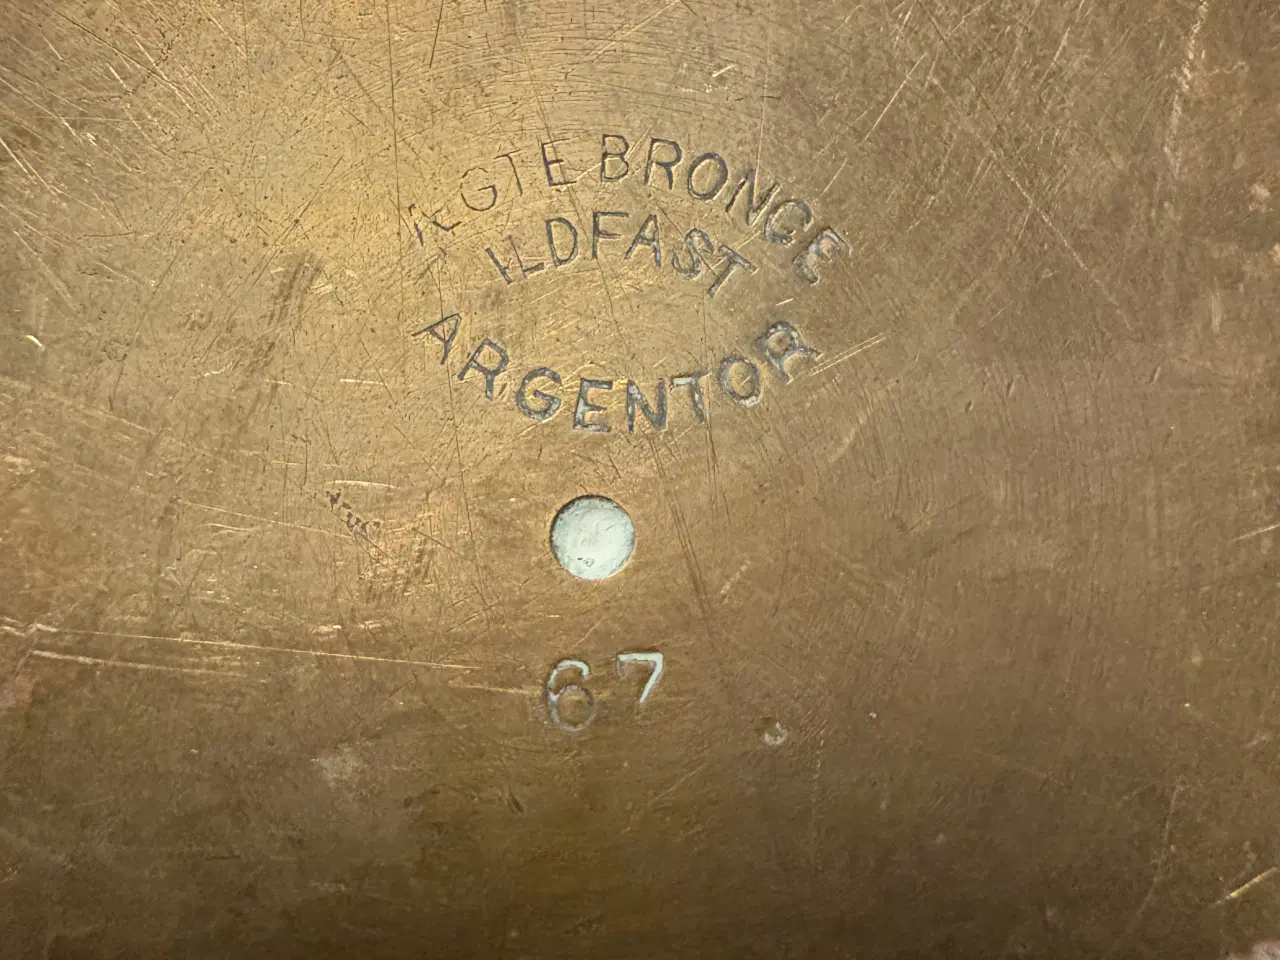 ÆGTE BRONCE
ILDFAST
ARGENTOR
67